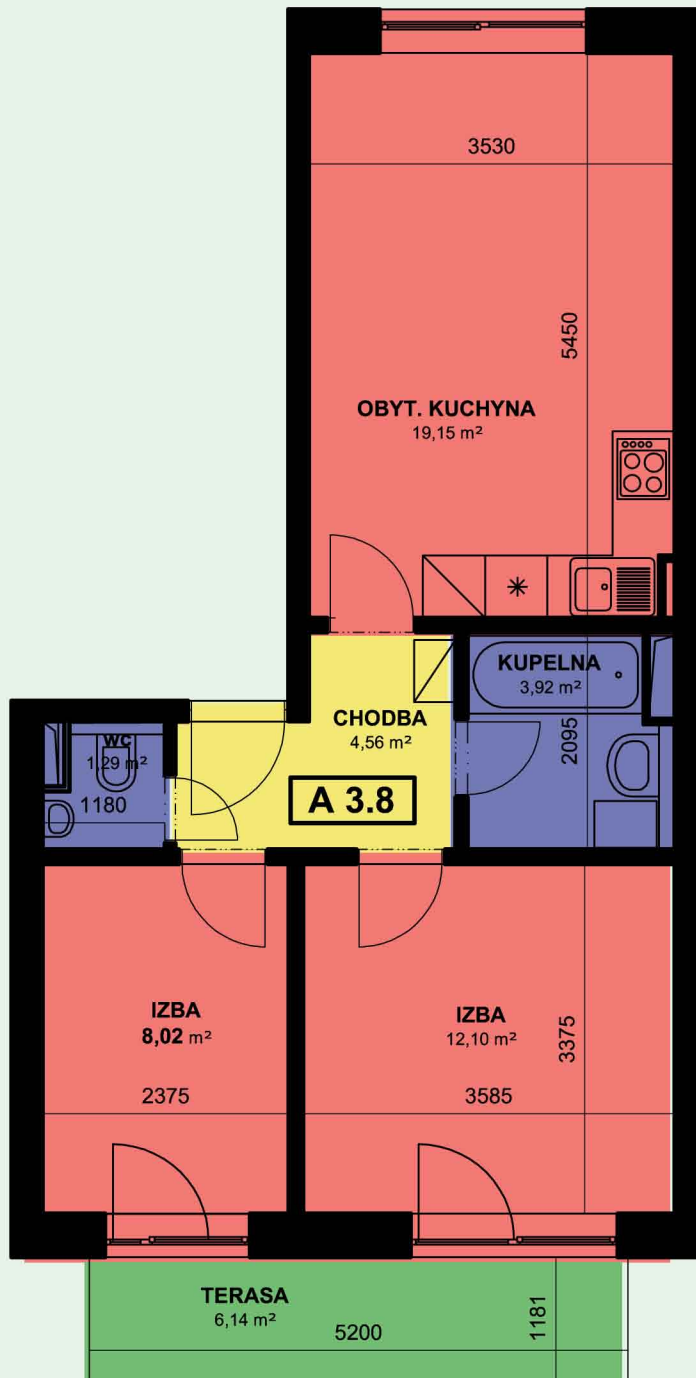 3530
5450
OBYT. KUCHYNA
19,15 m²
KUPELNA
3,92 m²
CHODBA
4,56 m²
2095
WC
1,29 m²
1180
A 3.8
IZBA
8,02 m²
2375
IZBA
12,10 m²
3375
3585
TERASA
6,14 m²
5200
1181